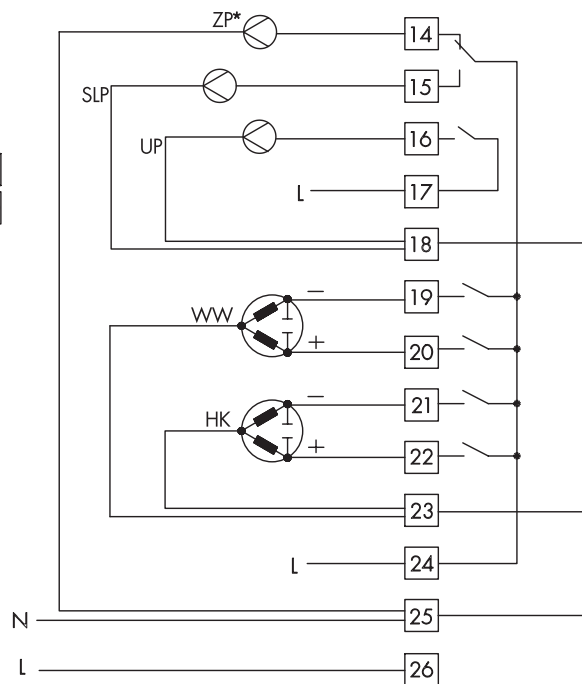 ZP* 14
SLP 15
UP 16
L 17
18
WW − 19
+ 20
HK − 21
+ 22
23
L 24
N 25
L 26